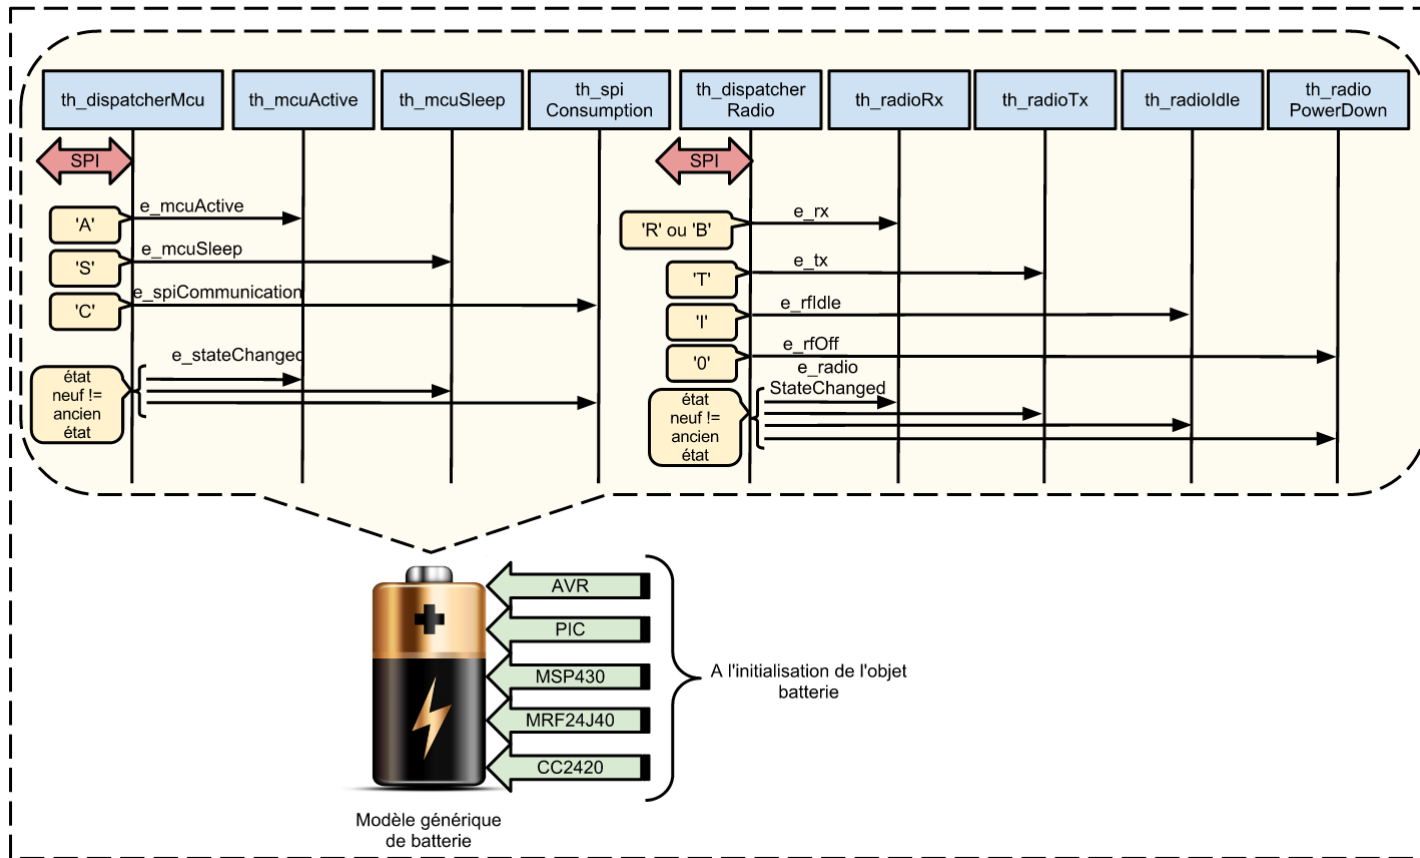 th_dispatcherMcu
th_mcuActive
th_mcuSleep
th_spi
Consumption
th_dispatcher
Radio
th_radioRx
th_radioTx
th_radioIdle
th_radio
PowerDown
SPI
SPI
'A'
e_mcuActive
'S'
e_mcuSleep
'C'
e_spiCommunication
e_stateChanged
état
neuf !=
ancien
état
'R' ou 'B'
e_rx
'T'
e_tx
'I'
e_rfIdle
'0'
e_rfOff
e_radio
StateChanged
état
neuf !=
ancien
état
AVR
PIC
MSP430
MRF24J40
CC2420
A l'initialisation de l'objet
batterie
Modèle générique
de batterie